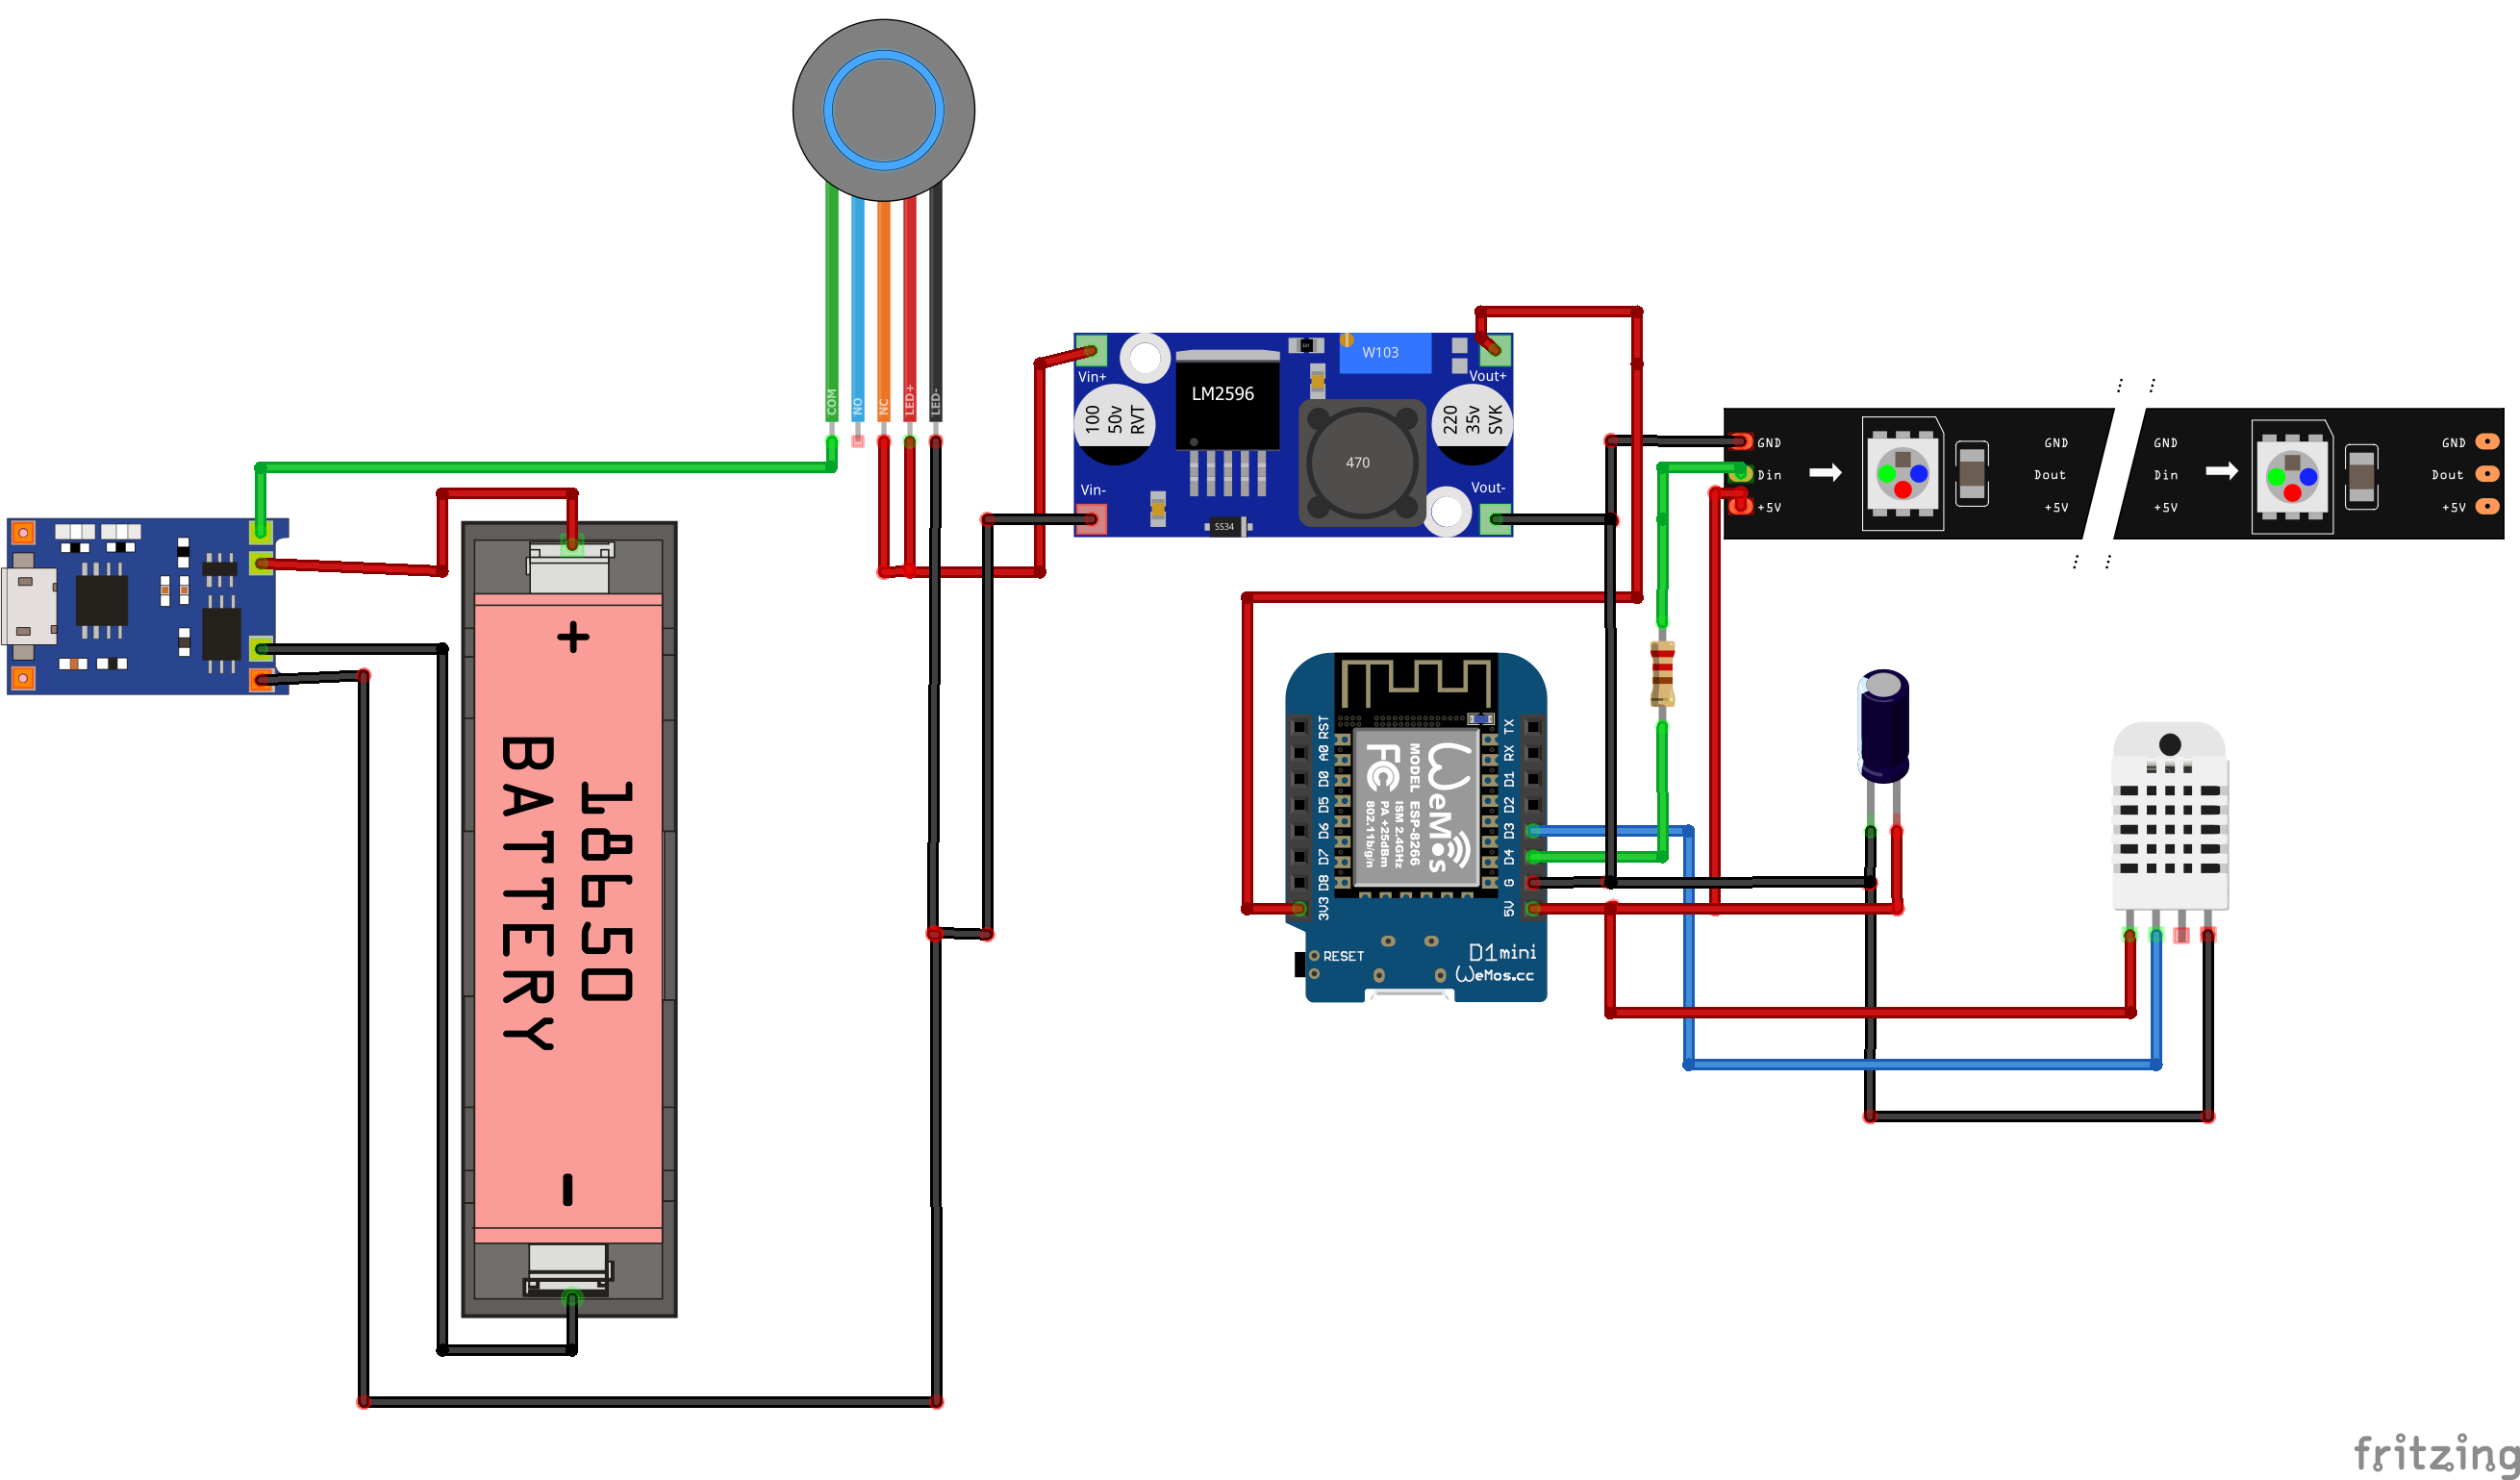 COM
NO
NC
LED+
LED-
Vin+
Vin-
100
50v
RVT
LM2596
331
W103
470
SS34
Vout+
Vout-
220
35v
SVK
GND
Din
+5V
GND
Dout
+5V
GND
Din
+5V
GND
Dout
+5V
+
18650
BATTERY
-
RST
A0
D0
D5
D6
D7
D8
3V3
TX
RX
D1
D2
D3
D4
G
5V
WeMos
MODEL ESP-8266
ISM 2.4GHz
PA +25dBm
802.11b/g/n
FC
RESET
D1mini
WeMos.cc
fritzing